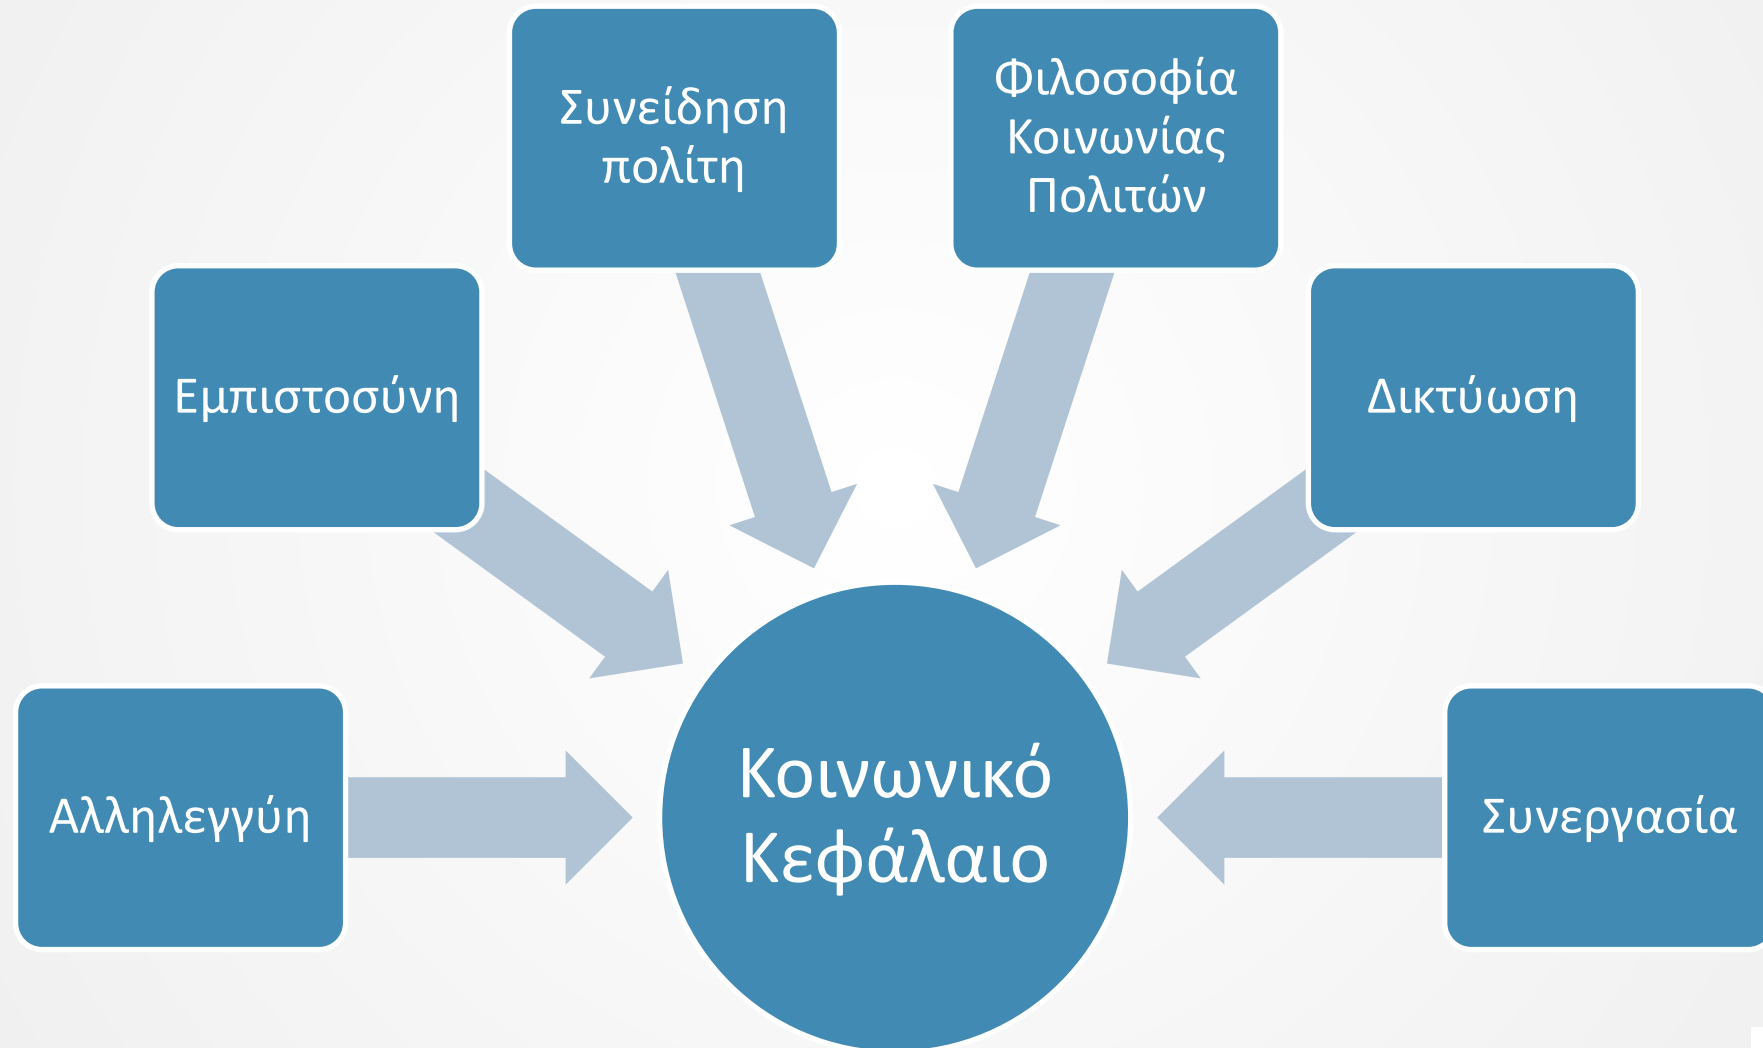 Συνείδηση
πολίτη
Φιλοσοφία
Κοινωνίας
Πολιτών
Εμπιστοσύνη
Δικτύωση
Αλληλεγγύη
Κοινωνικό
Κεφάλαιο
Συνεργασία